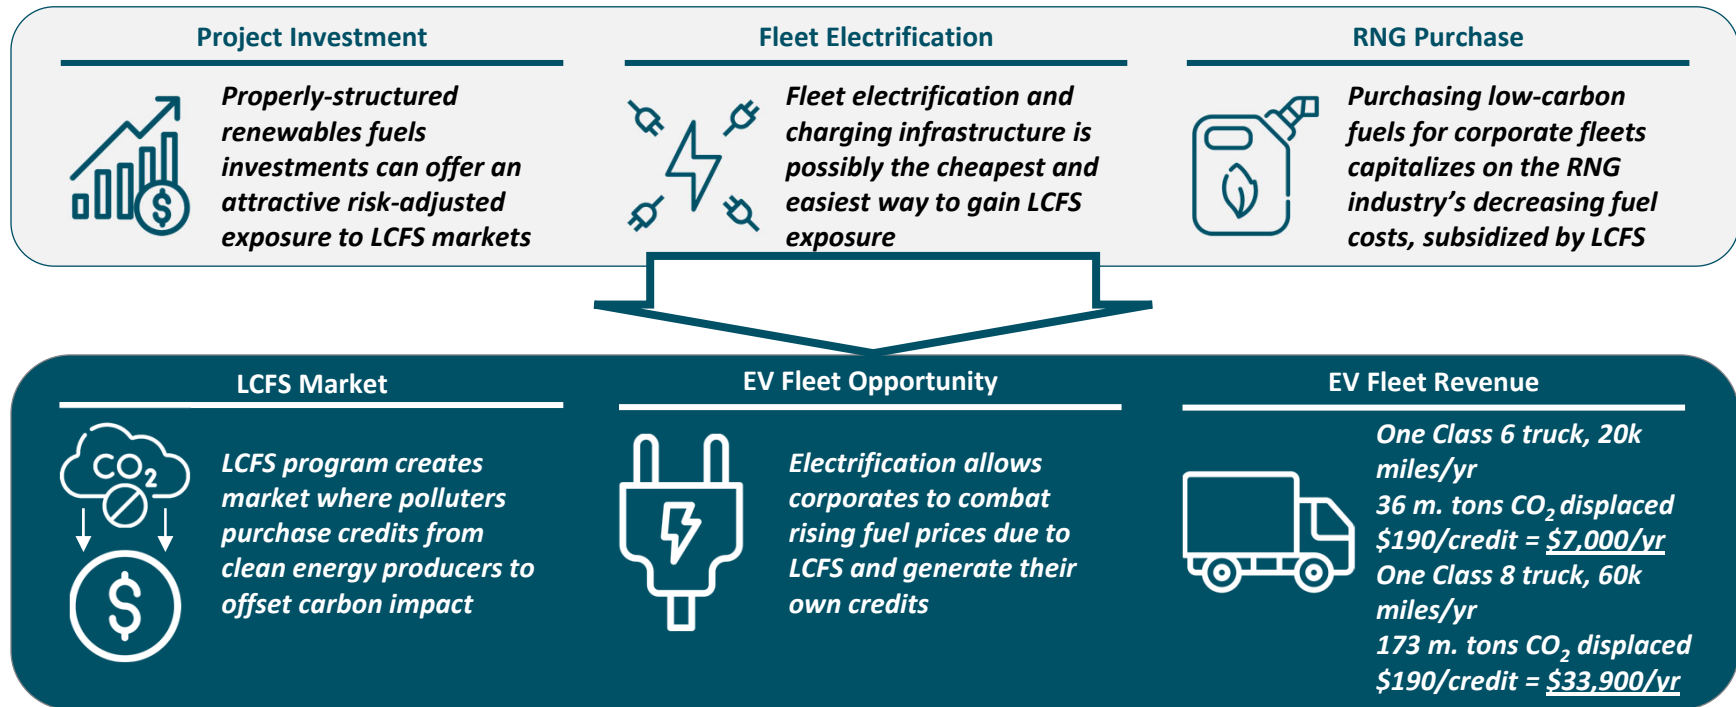 Project Investment
Properly-structured
renewables fuels
investments can offer an
attractive risk-adjusted
exposure to LCFS markets
Fleet Electrification
Fleet electrification and
charging infrastructure is
possibly the cheapest and
easiest way to gain LCFS
exposure
RNG Purchase
Purchasing low-carbon
fuels for corporate fleets
capitalizes on the RNG
industry’s decreasing fuel
costs, subsidized by LCFS
$
LCFS Market
CO₂
$
LCFS program creates
market where polluters
purchase credits from
clean energy producers to
offset carbon impact
EV Fleet Opportunity
Electrification allows
corporates to combat
rising fuel prices due to
LCFS and generate their
own credits
EV Fleet Revenue
One Class 6 truck, 20k
miles/yr
36 m. tons CO₂ displaced
$190/credit = $7,000/yr
One Class 8 truck, 60k
miles/yr
173 m. tons CO₂ displaced
$190/credit = $33,900/yr